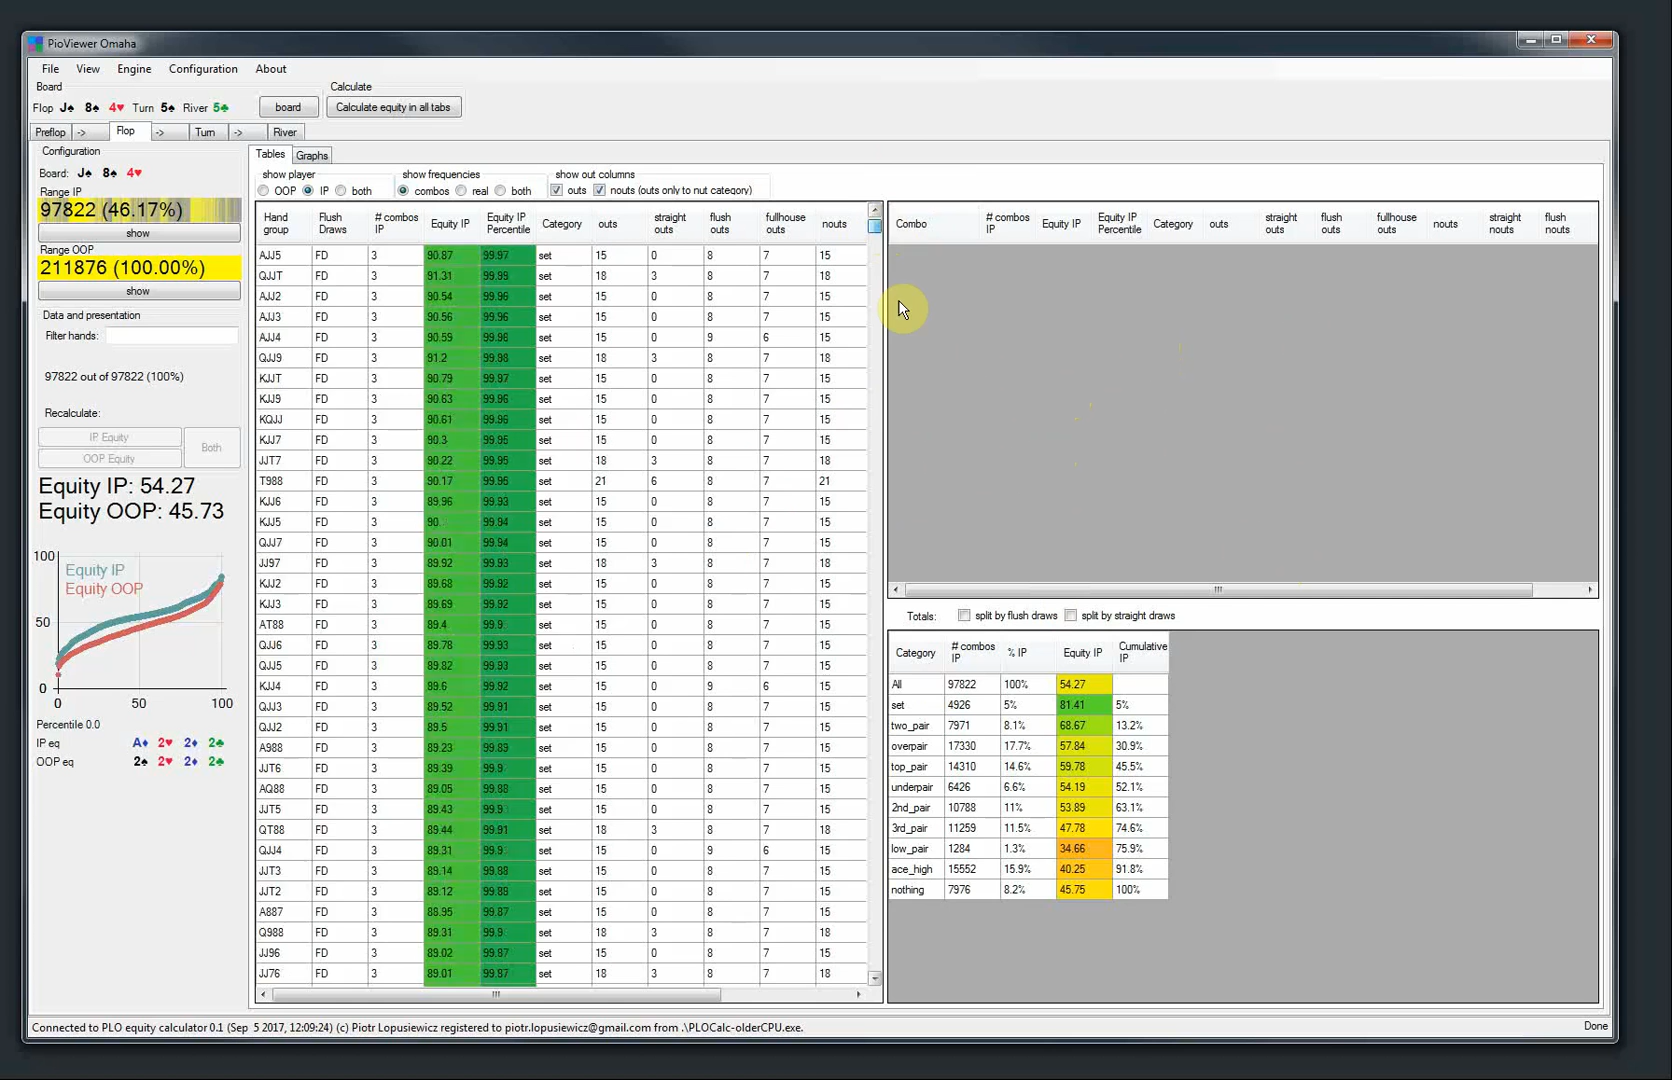 PioViewer Omaha
File View Engine Configuration About
Board Calculate
Flop J♠ 8♠ 4♥ Turn 5♠ River 5♣ board Calculate equity in all tabs
Preflop -> Flop -> Turn -> River
Configuration Tables Graphs
Board: J♠ 8♠ 4♥
show player show frequencies show out columns
OOP IP both combos real both outs nouts (outs only to nut category)
Range IP
97822 (46.17%)
show
Range OOP
211876 (100.00%)
show
Data and presentation
Filter hands:
97822 out of 97822 (100%)
Recalculate:
IP Equity
OOP Equity
Both
Equity IP: 54.27
Equity OOP: 45.73
100
50
0
Equity IP
Equity OOP
0 50 100
Percentile 0.0
IP eq A♦ 2♥ 2♦ 2♣
OOP eq 2♠ 2♥ 2♦ 2♣
Hand group Flush Draws # combos IP Equity IP Equity IP Percentile Category outs straight outs flush outs fullhouse outs nouts
AJJ5 FD 3 90.87 99.97 set 15 0 8 7 15
QJJT FD 3 91.31 99.99 set 18 3 8 7 18
AJJ2 FD 3 90.54 99.96 set 15 0 8 7 15
AJJ3 FD 3 90.56 99.96 set 15 0 8 7 15
AJJ4 FD 3 90.59 99.96 set 15 0 9 6 15
QJJ9 FD 3 91.2 99.98 set 18 3 8 7 18
KJJT FD 3 90.79 99.97 set 15 0 8 7 15
KJJ9 FD 3 90.63 99.96 set 15 0 8 7 15
KQJJ FD 3 90.61 99.96 set 15 0 8 7 15
KJJ7 FD 3 90.3 99.95 set 15 0 8 7 15
JJT7 FD 3 90.22 99.95 set 18 3 8 7 18
T988 FD 3 90.17 99.95 set 21 6 8 7 21
KJJ6 FD 3 89.96 99.93 set 15 0 8 7 15
KJJ5 FD 3 90. 99.94 set 15 0 8 7 15
QJJ7 FD 3 90.01 99.94 set 15 0 8 7 15
JJ97 FD 3 89.92 99.93 set 18 3 8 7 18
KJJ2 FD 3 89.68 99.92 set 15 0 8 7 15
KJJ3 FD 3 89.69 99.92 set 15 0 8 7 15
AT88 FD 3 89.4 99.9 set 15 0 8 7 15
QJJ6 FD 3 89.78 99.93 set 15 0 8 7 15
QJJ5 FD 3 89.82 99.93 set 15 0 8 7 15
KJJ4 FD 3 89.6 99.92 set 15 0 9 6 15
QJJ3 FD 3 89.52 99.91 set 15 0 8 7 15
QJJ2 FD 3 89.5 99.91 set 15 0 8 7 15
A988 FD 3 89.23 99.89 set 15 0 8 7 15
JJT6 FD 3 89.39 99.9 set 15 0 8 7 15
AQ88 FD 3 89.05 99.88 set 15 0 8 7 15
JJT5 FD 3 89.43 99.9 set 15 0 8 7 15
QT88 FD 3 89.44 99.91 set 18 3 8 7 18
QJJ4 FD 3 89.31 99.9 set 15 0 9 6 15
JJT3 FD 3 89.14 99.88 set 15 0 8 7 15
JJT2 FD 3 89.12 99.88 set 15 0 8 7 15
A887 FD 3 88.95 99.87 set 15 0 8 7 15
Q988 FD 3 89.31 99.9 set 18 3 8 7 18
JJ96 FD 3 89.02 99.87 set 15 0 8 7 15
JJ76 FD 3 89.01 99.87 set 18 3 8 7 18
Combo # combos IP Equity IP Equity IP Percentile Category outs straight outs flush outs fullhouse outs nouts straight nouts flush nouts
Totals: split by flush draws split by straight draws
Category # combos IP % IP Equity IP Cumulative IP
All 97822 100% 54.27
set 4926 5% 81.41 5%
two_pair 7971 8.1% 68.67 13.2%
overpair 17330 17.7% 57.84 30.9%
top_pair 14310 14.6% 59.78 45.5%
underpair 6426 6.6% 54.19 52.1%
2nd_pair 10788 11% 53.89 63.1%
3rd_pair 11259 11.5% 47.78 74.6%
low_pair 1284 1.3% 34.66 75.9%
ace_high 15552 15.9% 40.25 91.8%
nothing 7976 8.2% 45.75 100%
Connected to PLO equity calculator 0.1 (Sep 5 2017, 12:09:24) (c) Piotr Lopusiewicz registered to piotr.lopusiewicz@gmail.com from .\PLOCalc-olderCPU.exe. Done